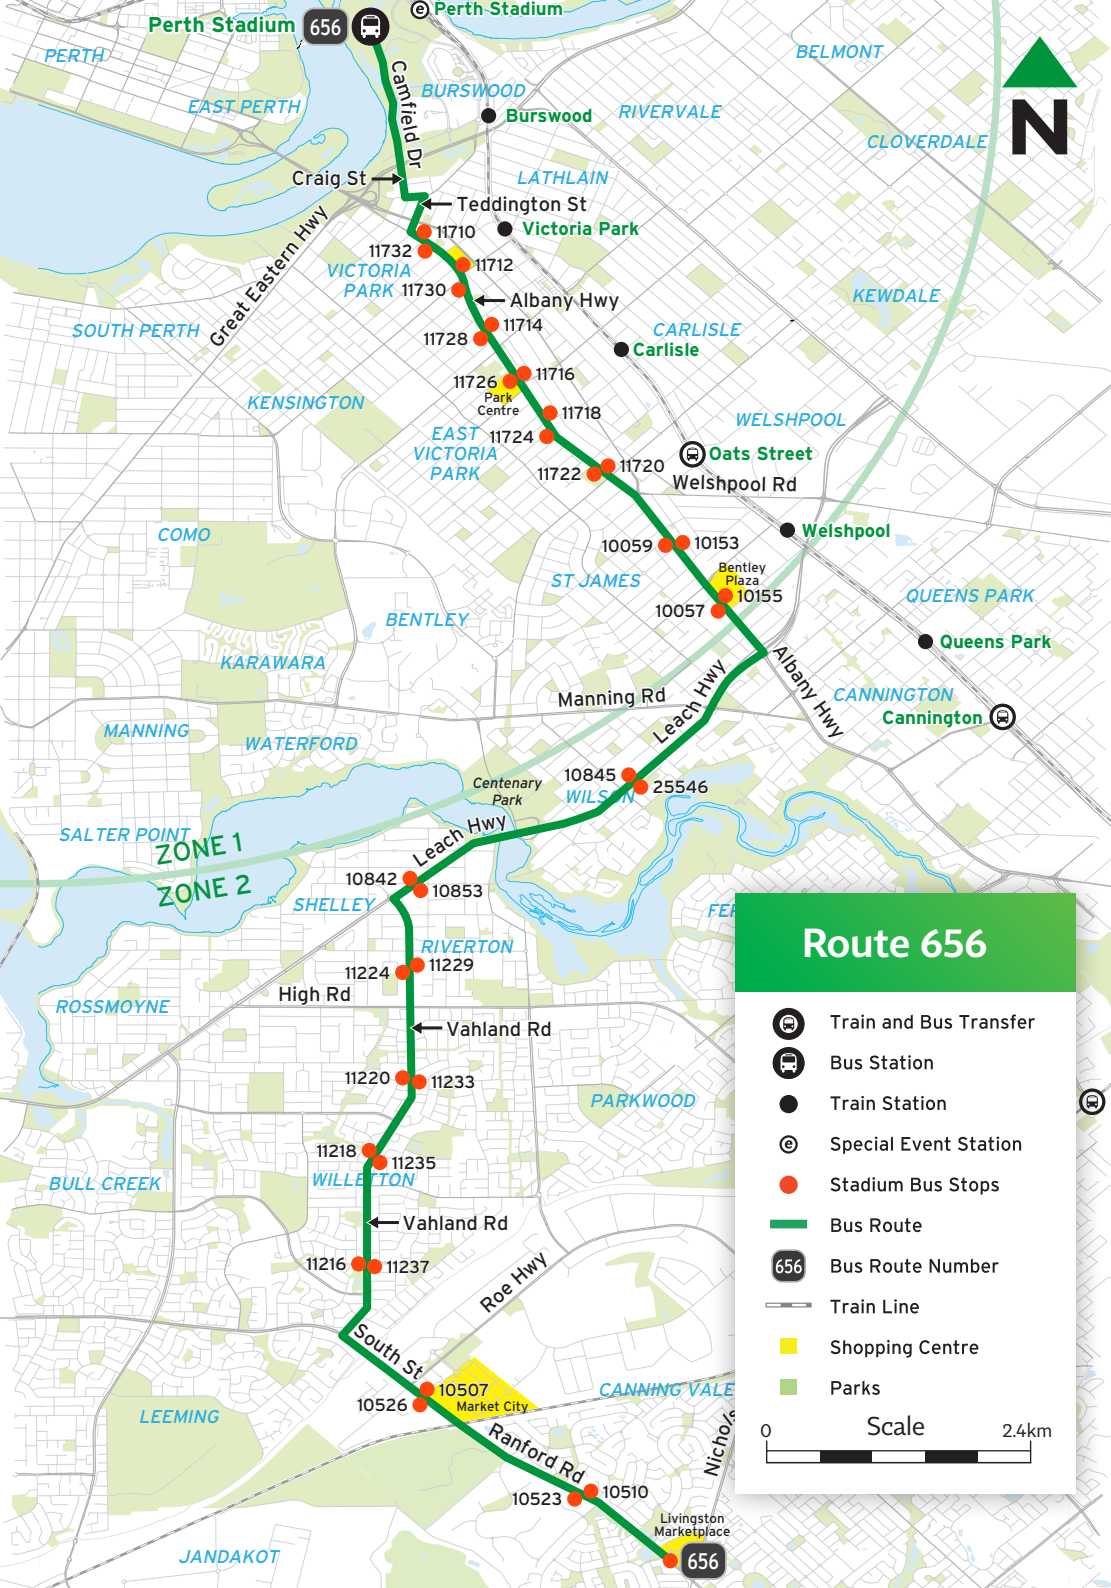 Perth Stadium
656
Perth Stadium
PERTH
BELMONT
BURSWOOD
EAST PERTH
Camfield Dr
Burswood
RIVERVALE
N
CLOVERDALE
Craig St
LATHLAIN
Teddington St
Great Eastern Hwy
11710
Victoria Park
11732
11712
VICTORIA
PARK
11730
Albany Hwy
KEWDALE
SOUTH PERTH
11714
11728
CARLISLE
Carlisle
11716
11726
Park
Centre
KENSINGTON
11718
WELSHPOOL
EAST
VICTORIA
PARK
11724
Oats Street
11720
11722
Welshpool Rd
COMO
Welshpool
10059
10153
Bentley
Plaza
ST JAMES
10155
QUEENS PARK
10057
BENTLEY
Queens Park
KARAWARA
Albany Hwy
Leach Hwy
Manning Rd
CANNINGTON
Cannington
MANNING
WATERFORD
10845
25546
WILSON
Centenary
Park
SALTER POINT
ZONE 1
ZONE 2
Leach Hwy
10842
10853
SHELLEY
FER
RIVERTON
11229
11224
High Rd
ROSSMOYNE
Vahland Rd
11220
11233
PARKWOOD
11218
11235
WILLETTON
BULL CREEK
Vahland Rd
11216
11237
Roe Hwy
South St
10507
10526
Market City
CANNING VALE
LEEMING
Ranford Rd
Nichols
10510
10523
Livingston
Marketplace
656
JANDAKOT
Route 656
Train and Bus Transfer
Bus Station
Train Station
e Special Event Station
Stadium Bus Stops
Bus Route
656 Bus Route Number
Train Line
Shopping Centre
Parks
Scale
0 2.4km